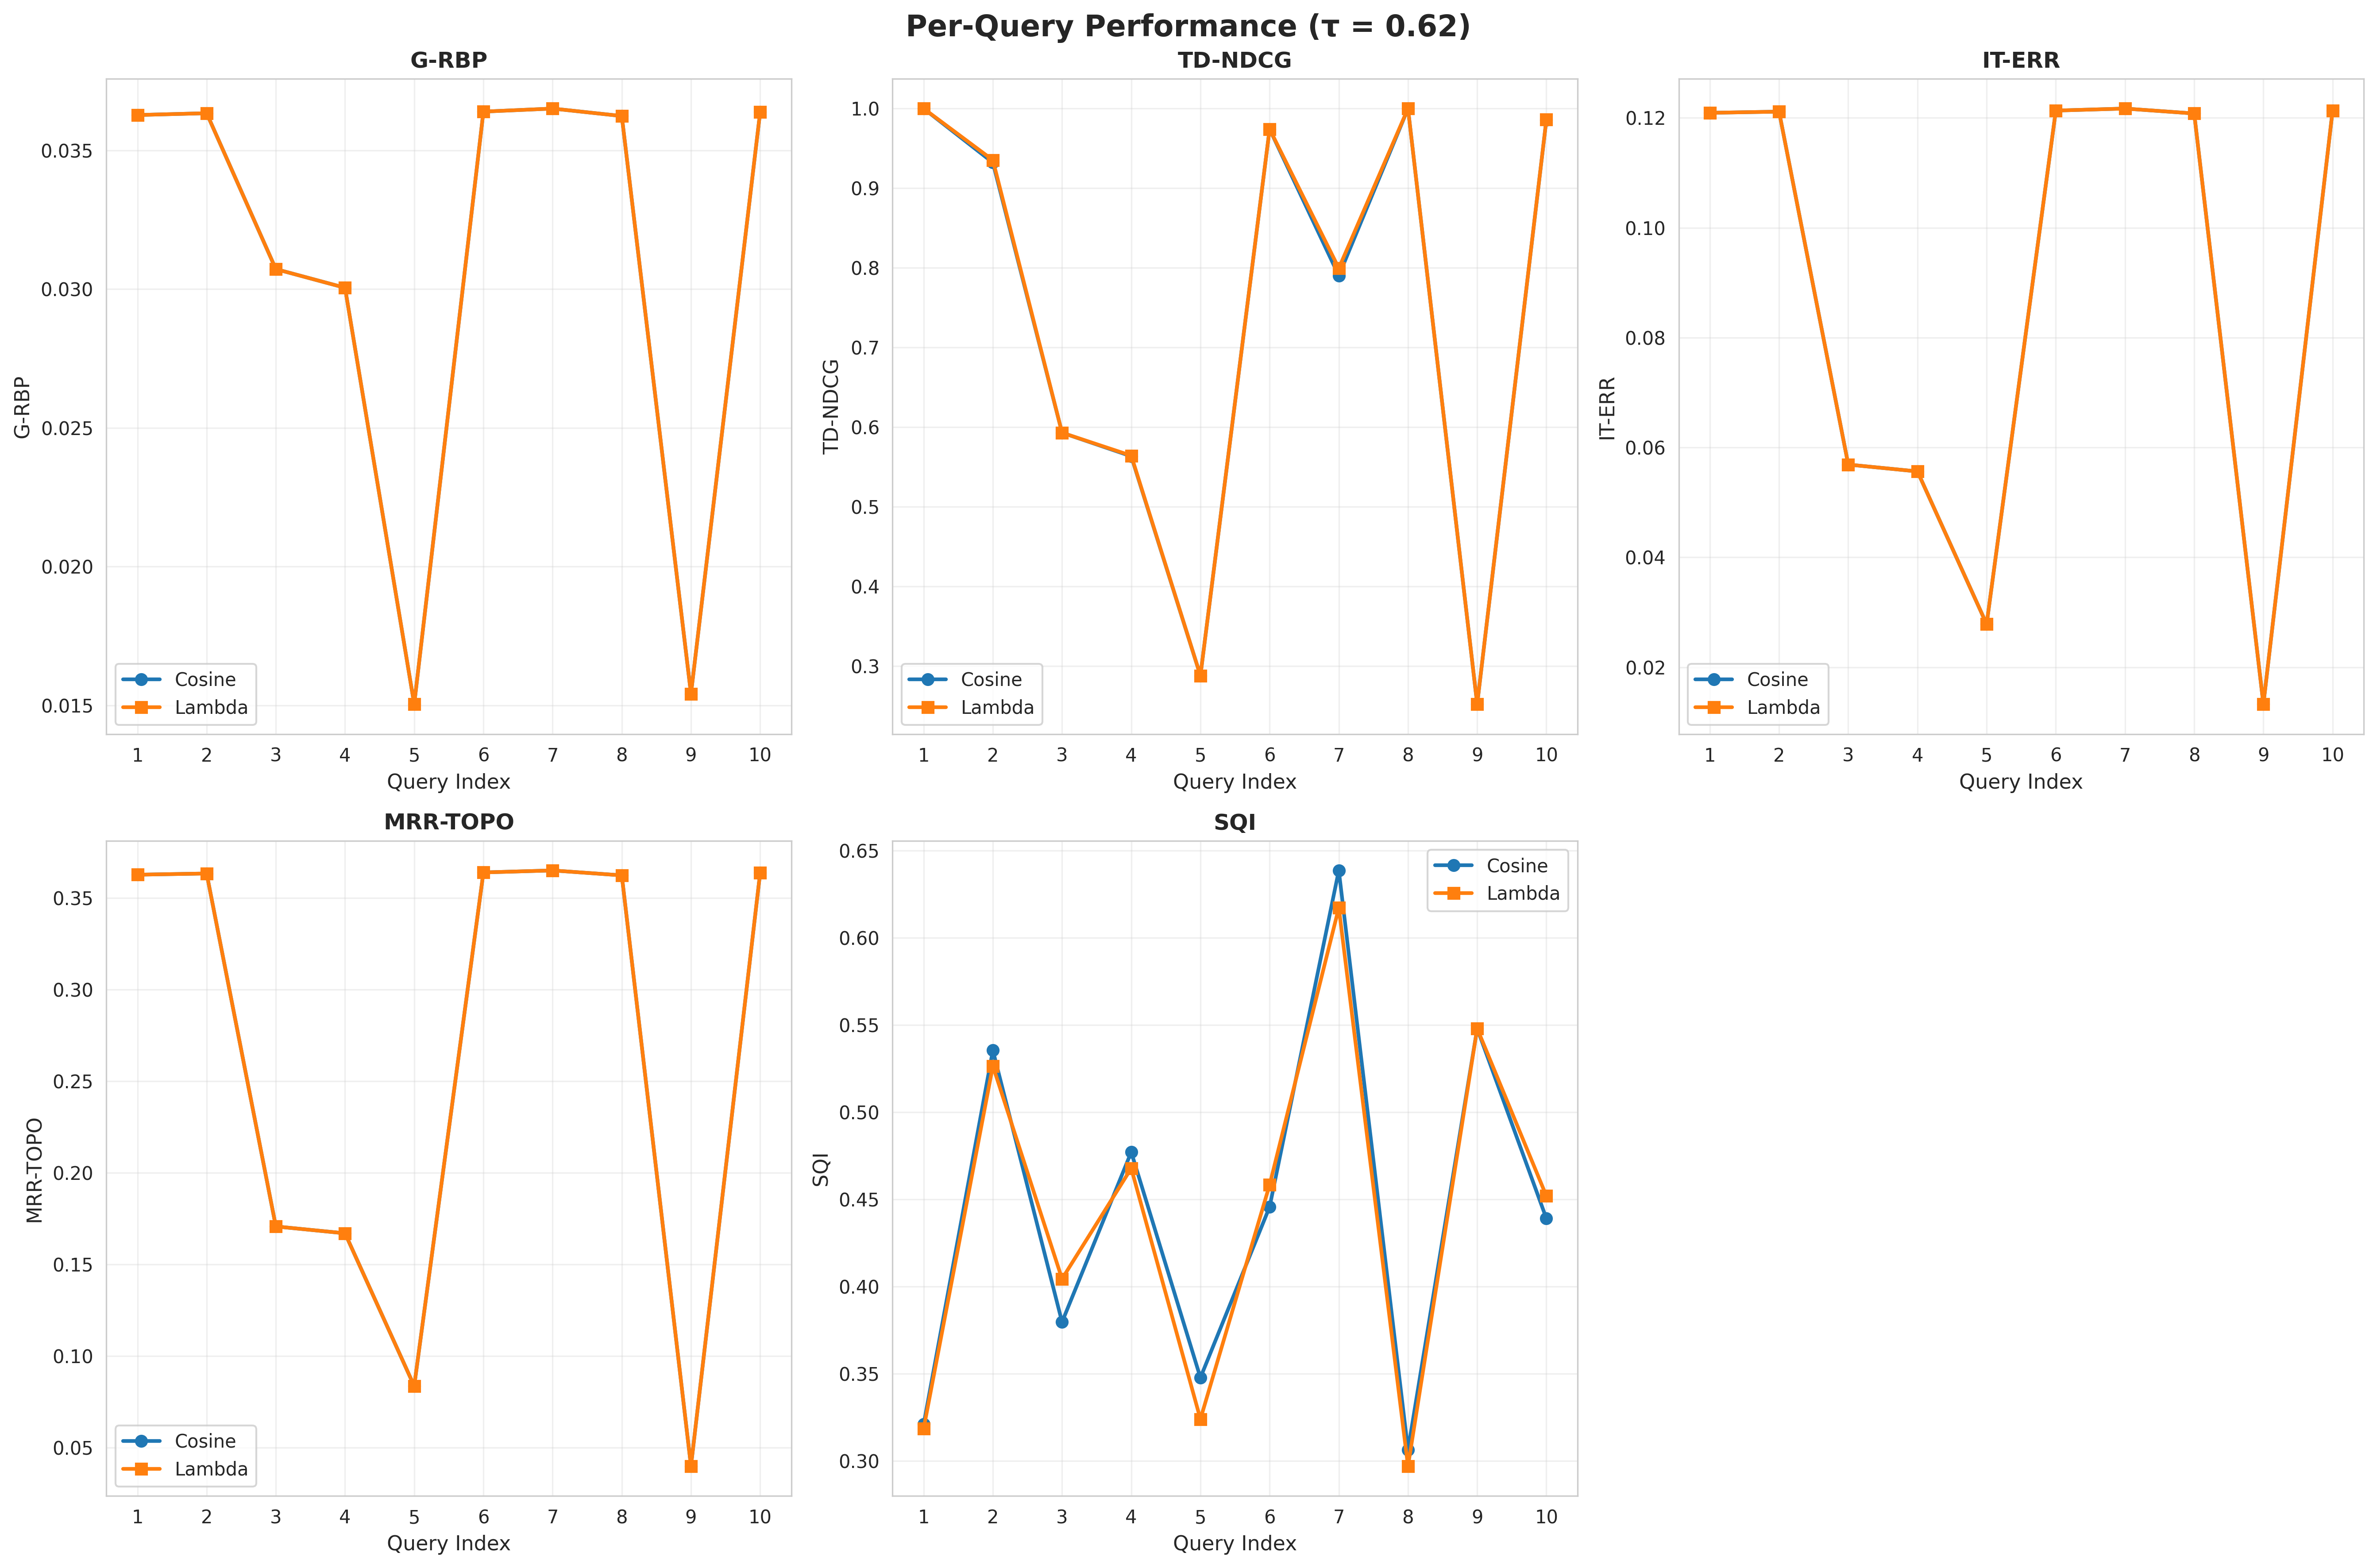 Per-Query Performance (τ = 0.62)
G-RBP
G-RBP
0.035
0.030
0.025
0.020
0.015
Cosine
Lambda
1 2 3 4 5 6 7 8 9 10
Query Index
TD-NDCG
TD-NDCG
1.0
0.9
0.8
0.7
0.6
0.5
0.4
0.3
Cosine
Lambda
1 2 3 4 5 6 7 8 9 10
Query Index
IT-ERR
IT-ERR
0.12
0.10
0.08
0.06
0.04
0.02
Cosine
Lambda
1 2 3 4 5 6 7 8 9 10
Query Index
MRR-TOPO
MRR-TOPO
0.35
0.30
0.25
0.20
0.15
0.10
0.05
Cosine
Lambda
1 2 3 4 5 6 7 8 9 10
Query Index
SQI
SQI
0.65
0.60
0.55
0.50
0.45
0.40
0.35
0.30
Cosine
Lambda
1 2 3 4 5 6 7 8 9 10
Query Index